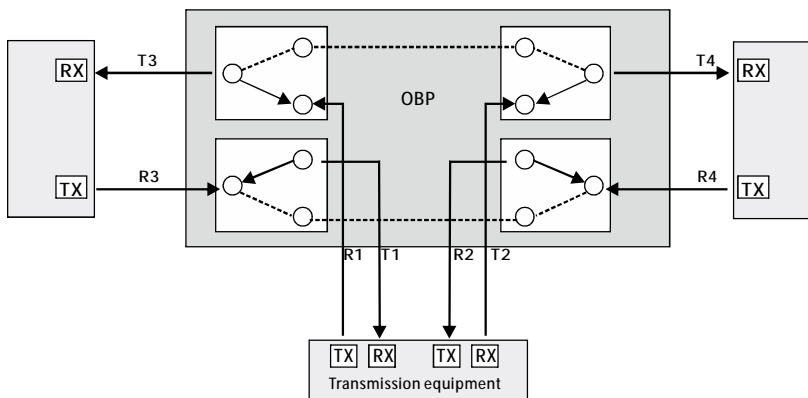 T3
T4
RX
RX
OBP
TX
R3
R4
TX
R1
T1
R2
T2
TX
RX
TX
RX
Transmission equipment